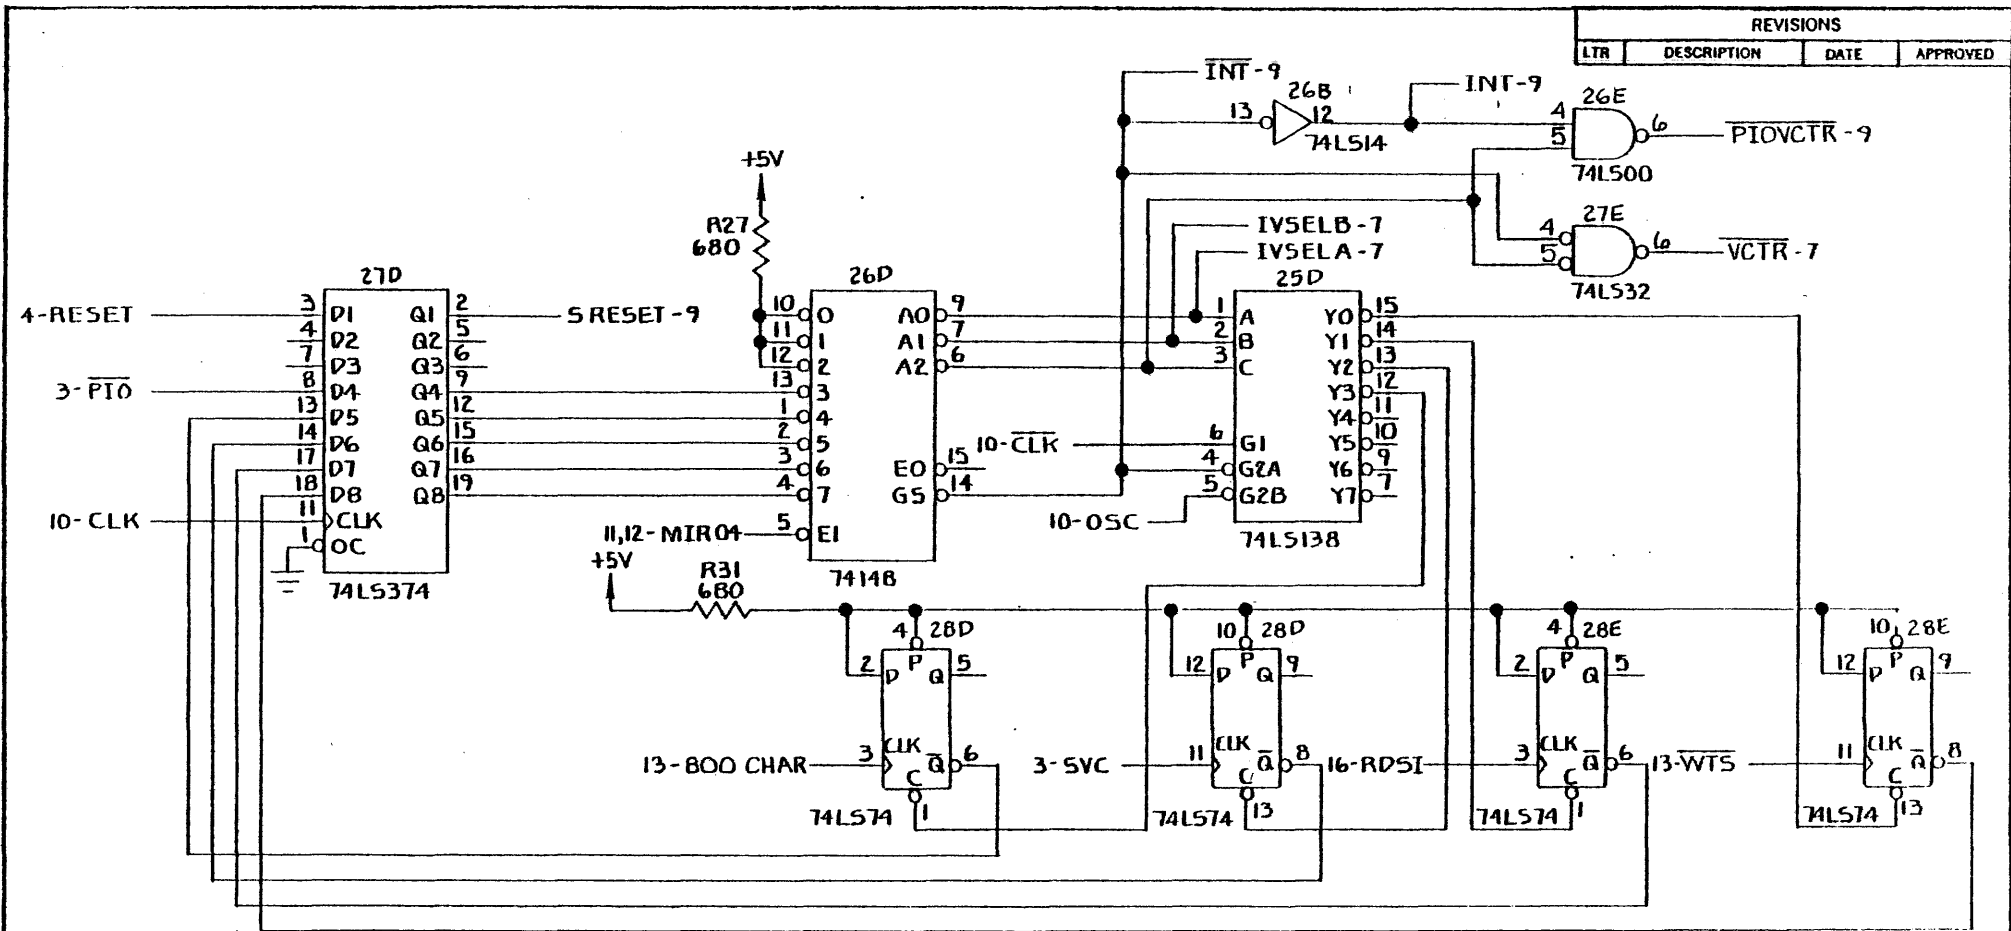 REVISIONS
LTR DESCRIPTION DATE APPROVED
I̅N̅T̅-9
26B
INT-9
13 12
74LS14
26E
4
5
6
P̅I̅O̅V̅C̅T̅R̅-9
74LS00
27E
4
5
6
V̅C̅T̅R̅-7
74LS32
+5V
R27
680
IVSELB-7
IVSELA-7
27D
4-RESET 3 D1 Q1 2 SRESET-9
4 D2 Q2 5
7 D3 Q3 6
3-P̅I̅O̅ 8 D4 Q4 9
13 D5 Q5 12
14 D6 Q6 15
17 D7 Q7 16
18 D8 Q8 19
10-CLK 11 CLK
1 OC
74LS374
26D
10 0 A0 9
11 1 A1 7
12 2 A2 6
13 3
1 4
2 5
3 6 EO 15
4 7 GS 14
11,12-MIR04 5 EI
74148
25D
1 A Y0 15
2 B Y1 14
3 C Y2 13
Y3 12
Y4 11
10-C̅L̅K̅ 6 G1 Y5 10
4 G2A Y6 9
10-OSC 5 G2B Y7 7
74LS138
+5V
R31
680
4 28D
2 D P Q 5
13-800 CHAR 3 CLK Q̅ 6
C
74LS74 1
10 28D
12 D P Q 9
3-SVC 11 CLK Q̅ 8
C
74LS74 13
4 28E
2 D P Q 5
16-RDSI 3 CLK Q̅ 6
C
74LS74 1
10 28E
12 D P Q 9
13-W̅T̅S̅ 11 CLK Q̅ 8
C
74LS74 13